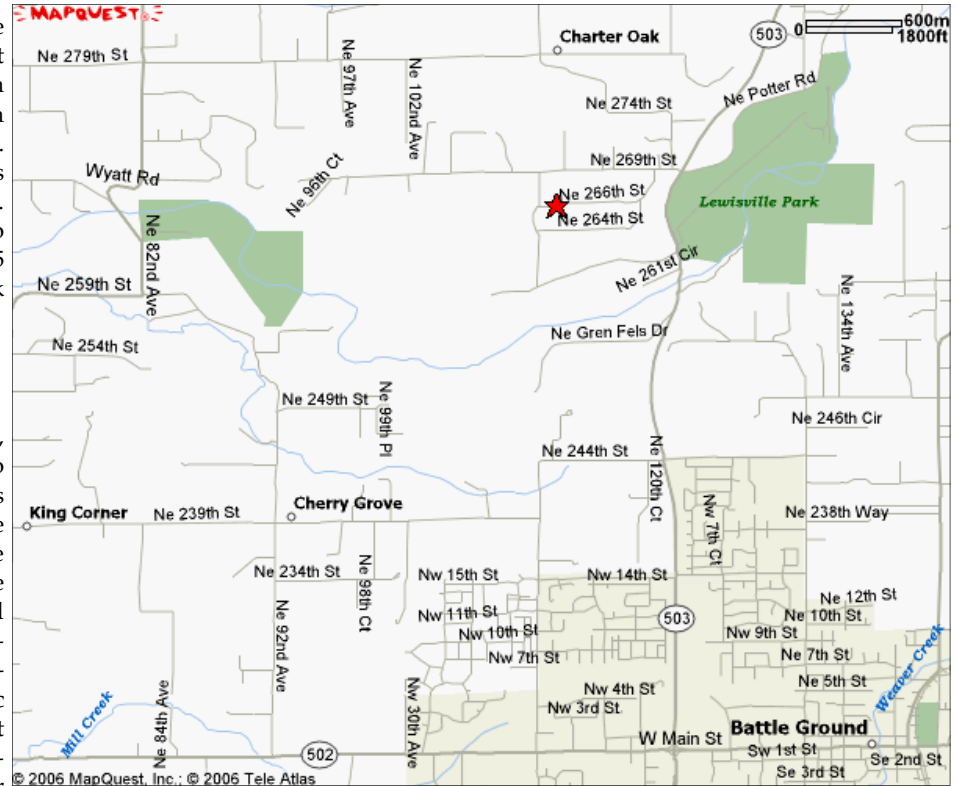 MAPQUEST
503
0
600m
1800ft
Charter Oak
Ne 279th St
Ne 97th Ave
Ne 102nd Ave
Ne 274th St
Ne Potter Rd
Ne 269th St
Wyatt Rd
Ne 96th Ct
Ne 266th St
Lewisville Park
Ne 264th St
Ne 82nd Ave
Ne 261st Cir
Ne 259th St
Ne 134th Ave
Ne Gren Fels Dr
Ne 254th St
Ne 249th St
Ne 99th Pl
Ne 246th Cir
Ne 244th St
Ne 120th Ct
Cherry Grove
King Corner
Ne 239th St
Nw 7th Ct
Ne 238th Way
Ne 234th St
Ne 98th Ct
Nw 15th St
Nw 14th St
Ne 12th St
Nw 11th St
503
Ne 10th St
Ne 92nd Ave
Nw 10th St
Nw 9th St
Nw 7th St
Ne 7th St
Weaver Creek
Ne 5th St
Nw 4th St
Nw 30th Ave
Nw 3rd St
Mill Creek
Ne 84th Ave
Battle Ground
W Main St
Sw 1st St
502
Se 2nd St
Se 3rd St
© 2006 MapQuest, Inc.; © 2006 Tele Atlas